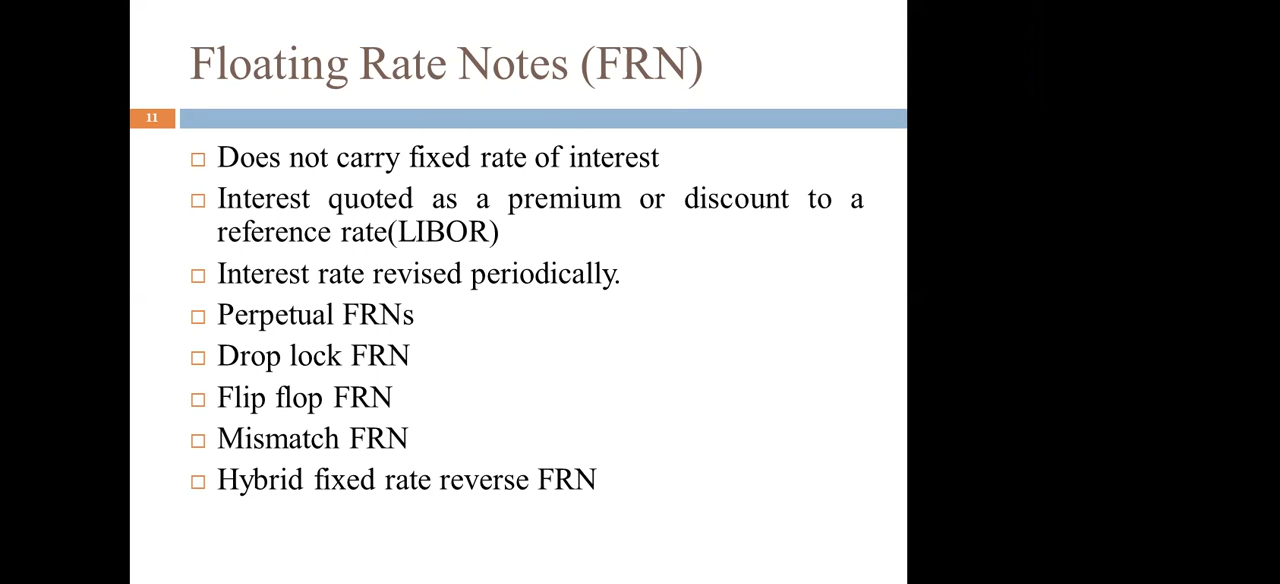 Floating Rate Notes (FRN)
11
Does not carry fixed rate of interest
Interest quoted as a premium or discount to a
reference rate(LIBOR)
Interest rate revised periodically.
Perpetual FRNs
Drop lock FRN
Flip flop FRN
Mismatch FRN
Hybrid fixed rate reverse FRN